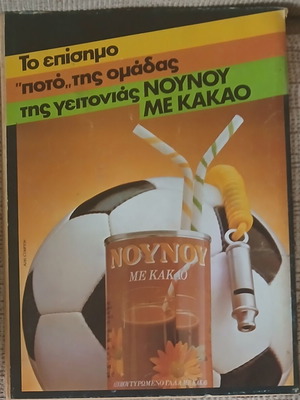 Το επίσημο
"ποτό„ της ομάδας
της γειτονιάς ΝΟΥΝΟΥ
ΜΕ ΚΑΚΑΟ
ΝΟΥΝΟΥ
ΜΕ ΚΑΚΑΟ